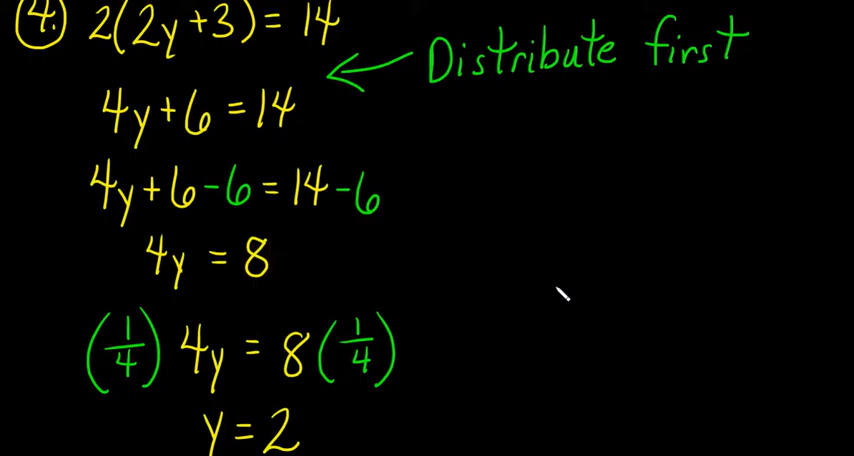 4. 2(2y+3) = 14
Distribute first
4y+6 = 14
4y+6-6 = 14-6
4y = 8
(1/4) 4y = 8 (1/4)
y = 2